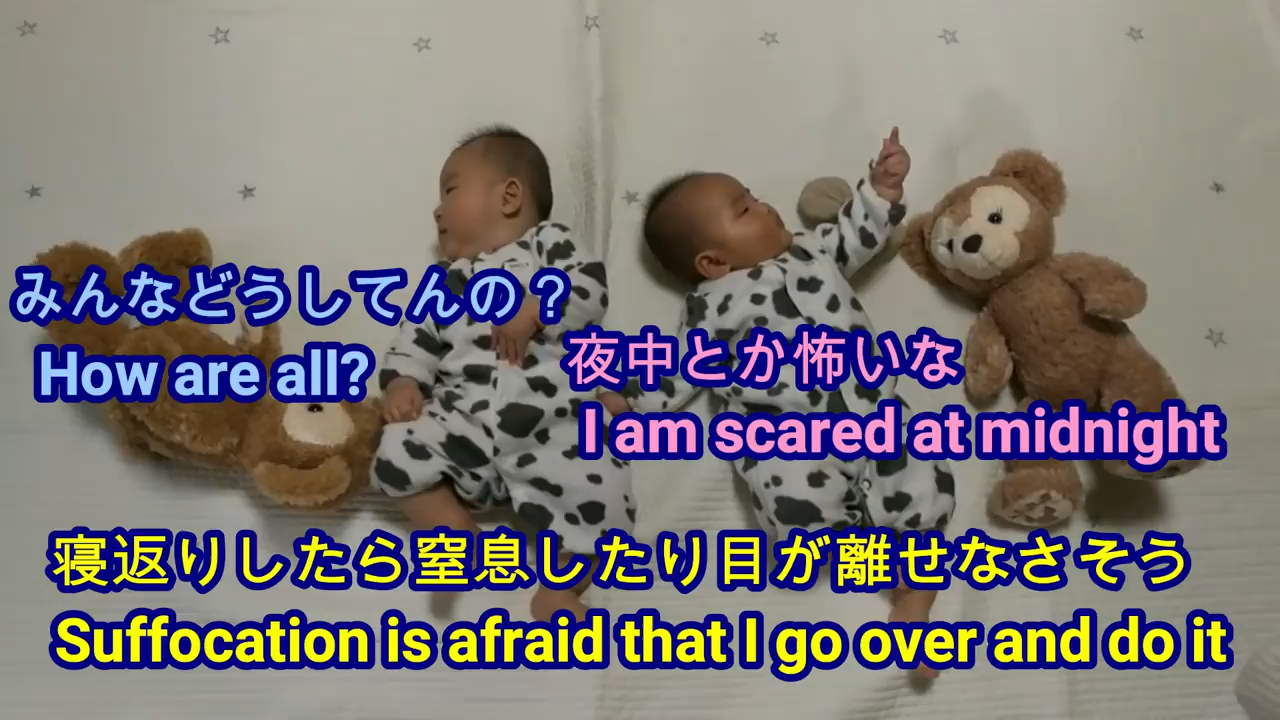 みんなどうしてんの？
How are all?
夜中とか怖いな
I am scared at midnight
寝返りしたら窒息したり目が離せなさそう
Suffocation is afraid that I go over and do it